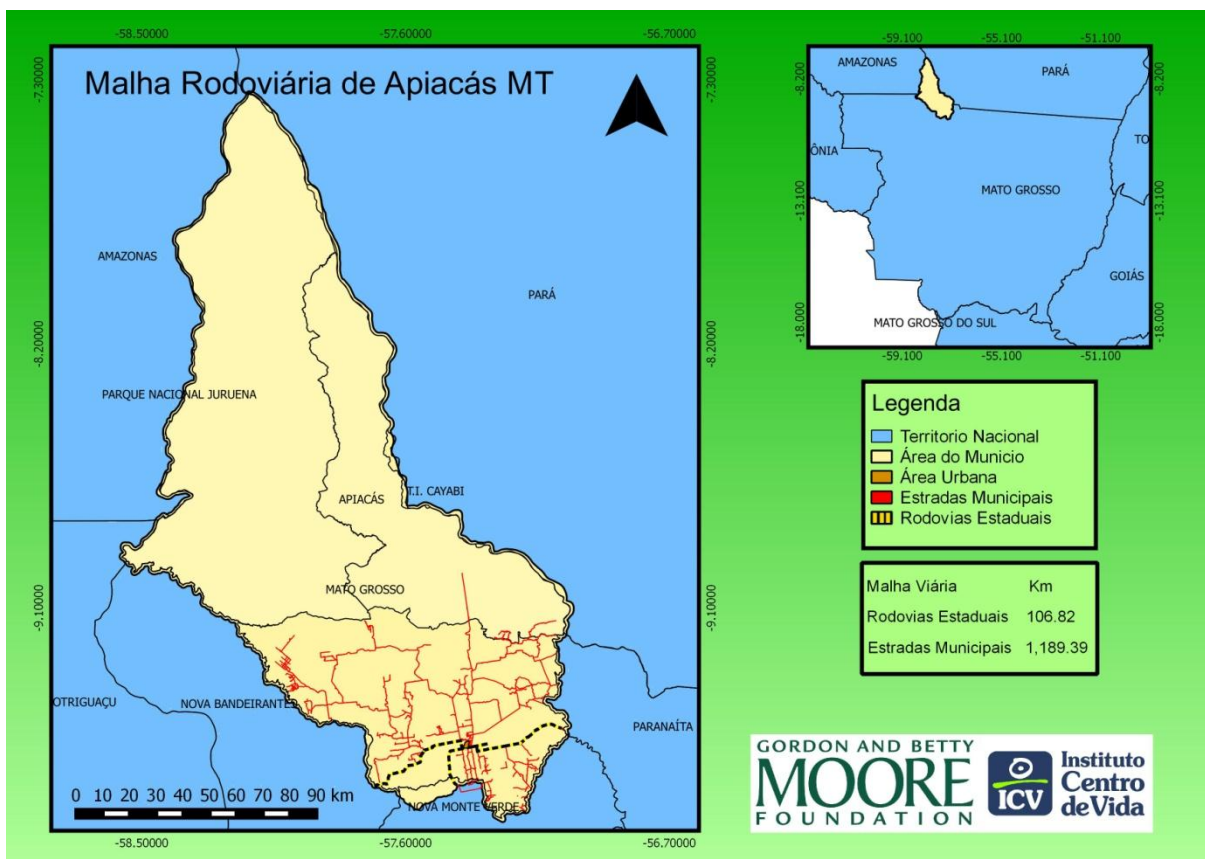 -58.50000 -57.60000 -56.70000
Malha Rodoviária de Apiacás MT
-7.30000 -7.30000
AMAZONAS
PARÁ
-8.20000 -8.20000
PARQUE NACIONAL JURUENA
APIACÁS
T.I. CAYABI
MATO GROSSO
-9.10000 -9.10000
OTRIGUAÇU
NOVA BANDEIRANTES
PARANAÍTA
NOVA MONTE VERDE
0 10 20 30 40 50 60 70 80 90 km
-58.50000 -57.60000 -56.70000
-59.100 -55.100 -51.100
AMAZONAS
PARÁ
-8.200 -8.200
TO
ÔNIA
MATO GROSSO
-13.100 -13.100
GOIÁS
MATO GROSSO DO SUL
-18.000 -18.000
-59.100 -55.100 -51.100
Legenda
Territorio Nacional
Área do Municio
Área Urbana
Estradas Municipais
Rodovias Estaduais
Malha Viária Km
Rodovias Estaduais 106.82
Estradas Municipais 1,189.39
GORDON AND BETTY
MOORE
FOUNDATION
ICV
Instituto
Centro
de Vida